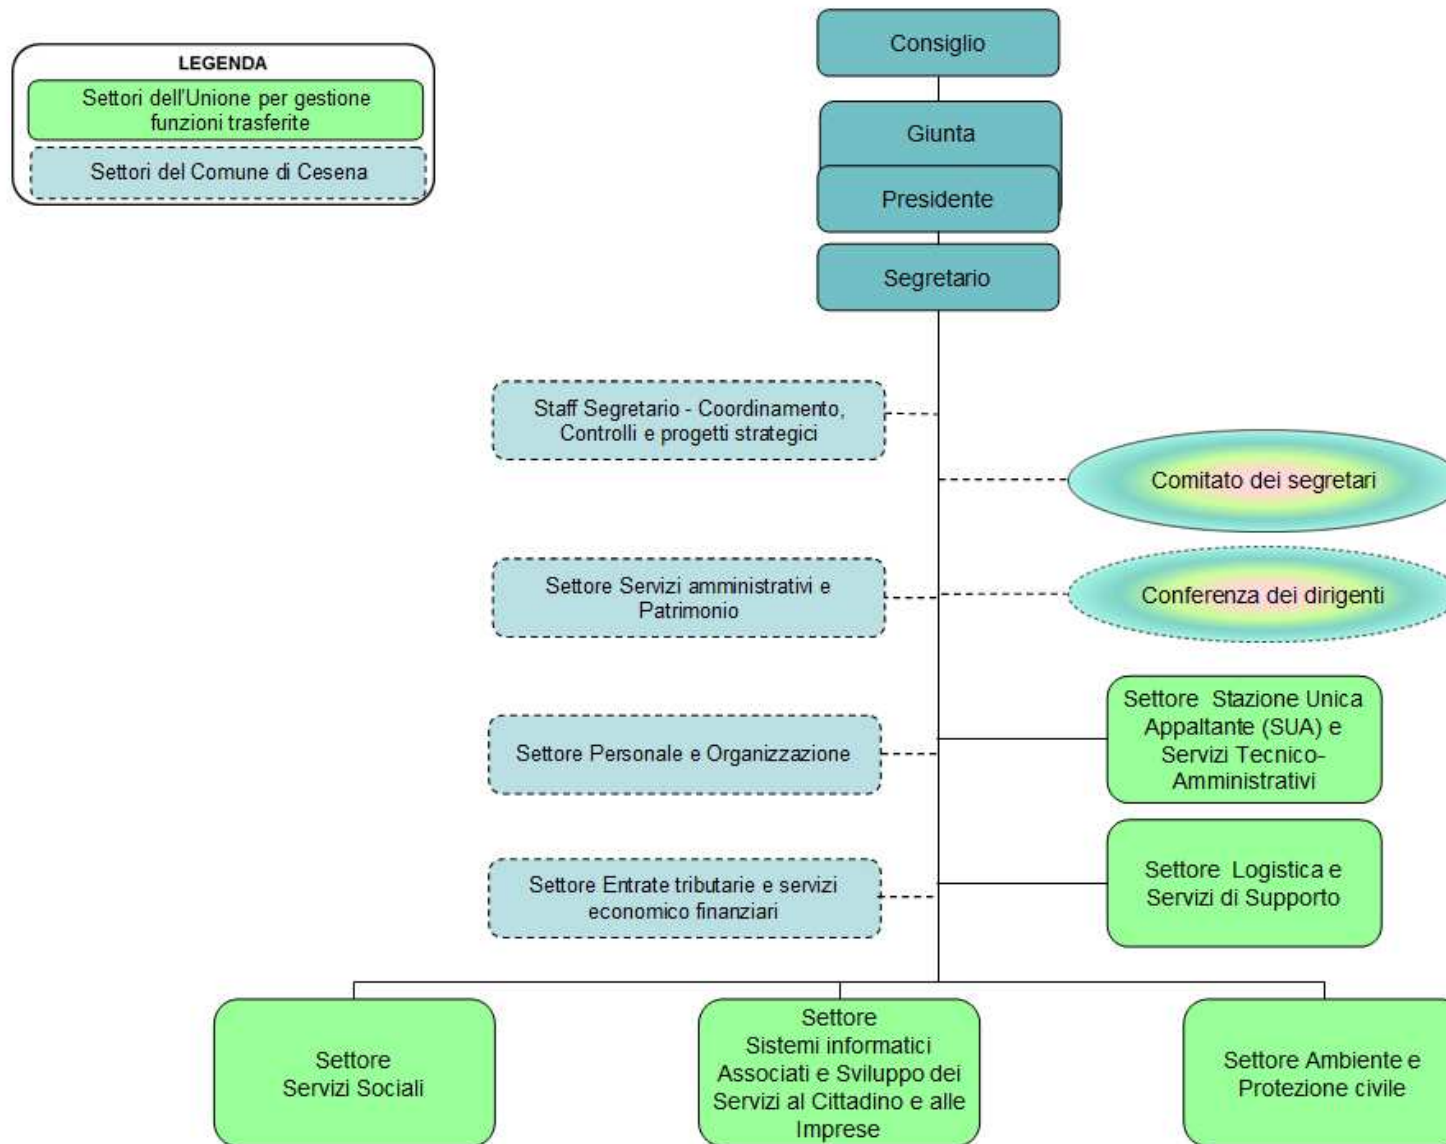 LEGENDA
Settori dell'Unione per gestione
funzioni trasferite
Settori del Comune di Cesena
Consiglio
Giunta
Presidente
Segretario
Staff Segretario - Coordinamento,
Controlli e progetti strategici
Comitato dei segretari
Settore Servizi amministrativi e
Patrimonio
Conferenza dei dirigenti
Settore Personale e Organizzazione
Settore Stazione Unica
Appaltante (SUA) e
Servizi Tecnico-
Amministrativi
Settore Entrate tributarie e servizi
economico finanziari
Settore Logistica e
Servizi di Supporto
Settore
Servizi Sociali
Settore
Sistemi informatici
Associati e Sviluppo dei
Servizi al Cittadino e alle
Imprese
Settore Ambiente e
Protezione civile